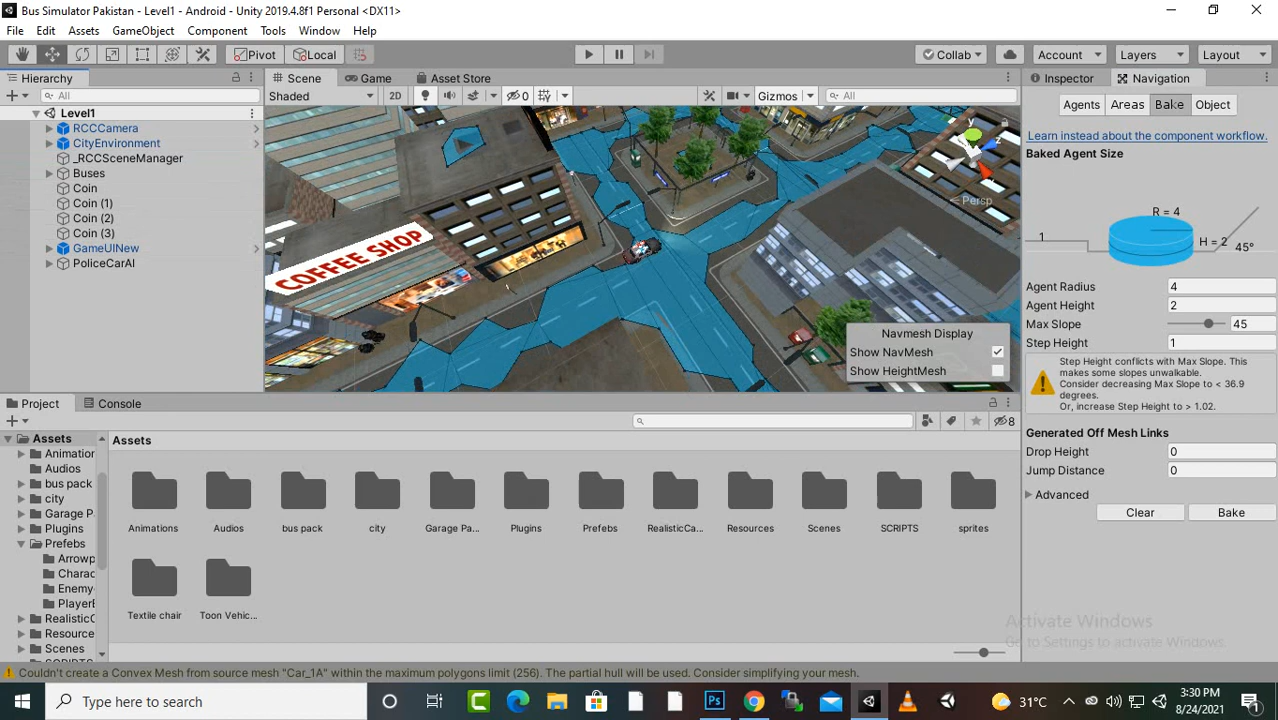 Bus Simulator Pakistan - Level1 - Android - Unity 2019.4.8f1 Personal <DX11>
File Edit Assets GameObject Component Tools Window Help
Pivot Local Collab Account Layers Layout
Hierarchy
All
Level1
RCCCamera
CityEnvironment
_RCCSceneManager
Buses
Coin
Coin (1)
Coin (2)
Coin (3)
GameUINew
PoliceCarAI
Scene Game Asset Store
Shaded 2D 0 Gizmos All
COFFEE SHOP
y
z
Persp
Navmesh Display
Show NavMesh
Show HeightMesh
Inspector Navigation
Agents Areas Bake Object
Learn instead about the component workflow.
Baked Agent Size
R = 4
1
H = 2
45°
Agent Radius 4
Agent Height 2
Max Slope 45
Step Height 1
Step Height conflicts with Max Slope. This
makes some slopes unwalkable.
Consider decreasing Max Slope to < 36.9
degrees.
Or, increase Step Height to > 1.02.
Generated Off Mesh Links
Drop Height 0
Jump Distance 0
Advanced
Clear Bake
Project Console
8
Assets
Animation
Audios
bus pack
city
Garage P
Plugins
Prefebs
Arrowp
Charac
Enemy
PlayerE
RealisticC
Resource
Scenes
Assets
Animations Audios bus pack city Garage Pa... Plugins Prefebs RealisticCa... Resources Scenes SCRIPTS sprites
Textile chair Toon Vehic...
Activate Windows
Go to Settings to activate Windows.
Couldn't create a Convex Mesh from source mesh "Car_1A" within the maximum polygons limit (256). The partial hull will be used. Consider simplifying your mesh.
Type here to search
Ps
31°C
3:30 PM
8/24/2021
1